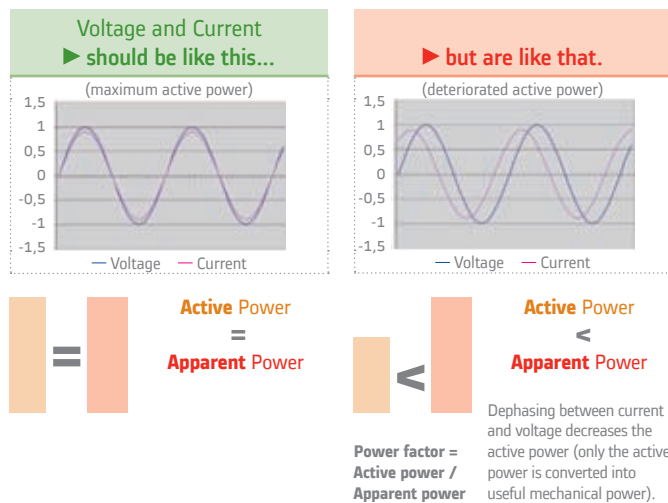 Voltage and Current
► should be like this...
(maximum active power)
1,5
1
0,5
0
-0,5
-1
-1,5
Voltage
Current
=
Active Power
=
Apparent Power
► but are like that.
(deteriorated active power)
1,5
1
0,5
0
-0,5
-1
-1,5
Voltage
Current
<
Active Power
<
Apparent Power
Power factor =
Active power /
Apparent power
Dephasing between current
and voltage decreases the
active power (only the active
power is converted into
useful mechanical power).